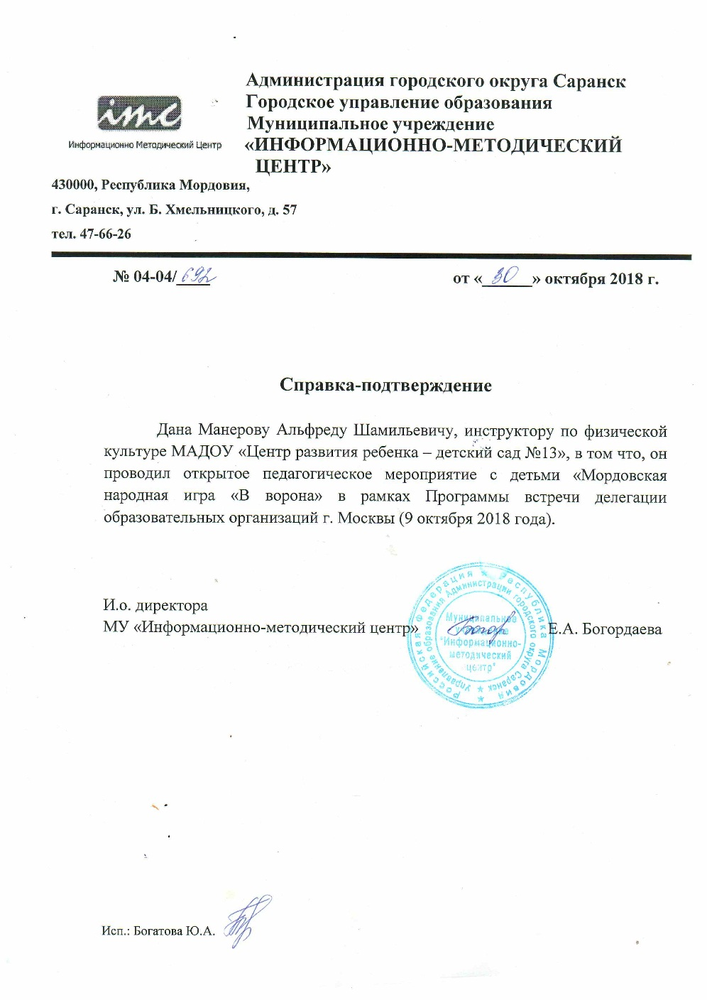 Администрация городского округа Саранск
Городское управление образования
Муниципальное учреждение
«ИНФОРМАЦИОННО-МЕТОДИЧЕСКИЙ
ЦЕНТР»
imc
Информационно Методический Центр
430000, Республика Мордовия,
г. Саранск, ул. Б. Хмельницкого, д. 57
тел. 47-66-26
№ 04-04/692
от «30» октября 2018 г.
Справка-подтверждение
Дана Манерову Альфреду Шамильевичу, инструктору по физической
культуре МАДОУ «Центр развития ребенка – детский сад №13», в том что, он
проводил открытое педагогическое мероприятие с детьми «Мордовская
народная игра «В ворона» в рамках Программы встречи делегации
образовательных организаций г. Москвы (9 октября 2018 года).
И.о. директора
МУ «Информационно-методический центр»
Е.А. Богордаева
Российская Федерация ★ Республика Мордовия ★
Управление образования Администрации городского округа Саранск ★
Муниципальное
учреждение
"Информационно-
методический
центр"
Исп.: Богатова Ю.А.